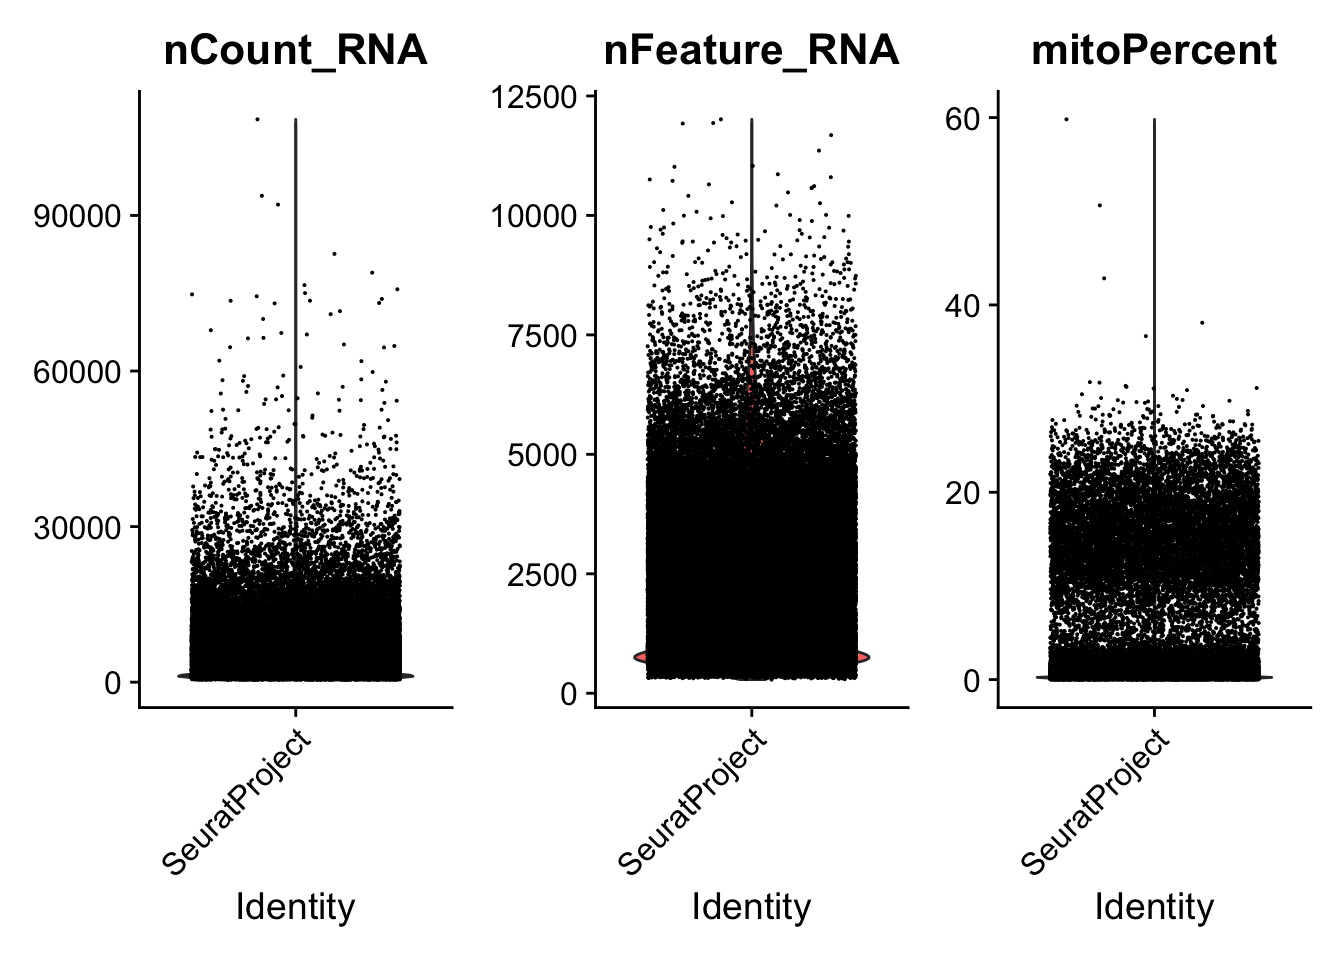 nCount_RNA
90000
60000
30000
0
SeuratProject
Identity
nFeature_RNA
12500
10000
7500
5000
2500
0
SeuratProject
Identity
mitoPercent
60
40
20
0
SeuratProject
Identity